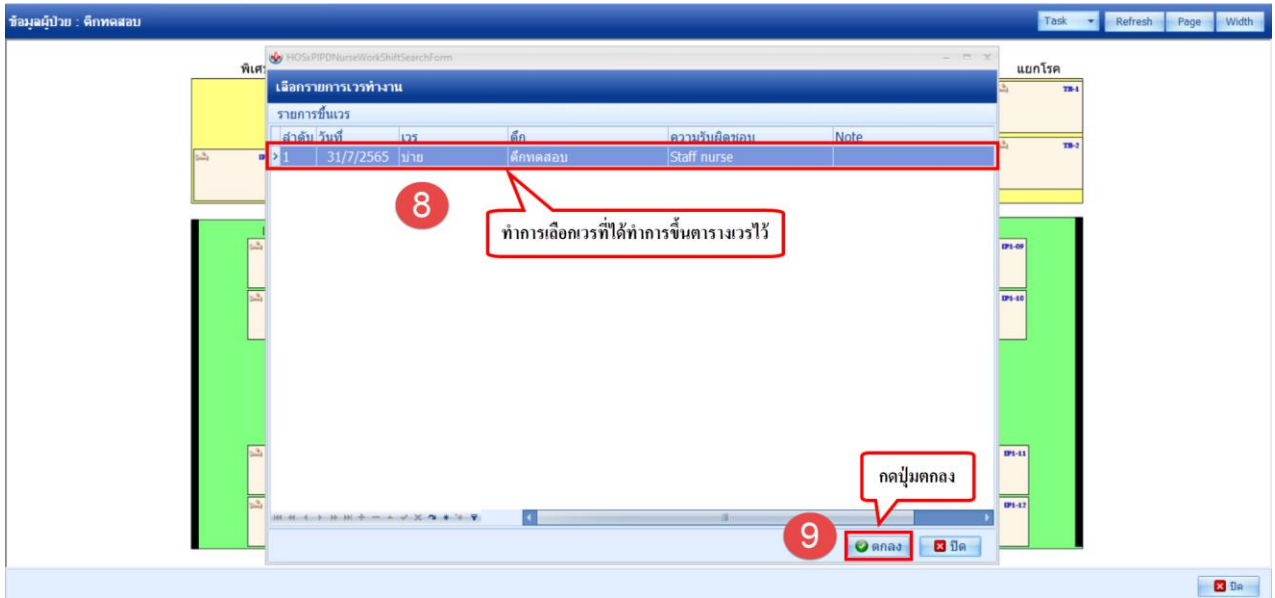 ข้อมูลผู้ป่วย : ตึกทดสอบ
Task Refresh Page Width
HOSxPIPDNurseWorkShiftSearchForm
แยกโรค
เลือกรายการเวรทำงาน
TB-1
รายการขึ้นเวร
ลำดับ วันที่ เวร ตึก ความรับผิดชอบ Note
TB-2
1 31/7/2565 บ่าย ตึกทดสอบ Staff nurse
8
ทำการเลือกเวรที่ได้ทำการขึ้นตารางเวรไว้
EP1-09
EP1-10
EP1-11
กดปุ่มตกลง
EP1-12
9
ตกลง ปิด
ปิด